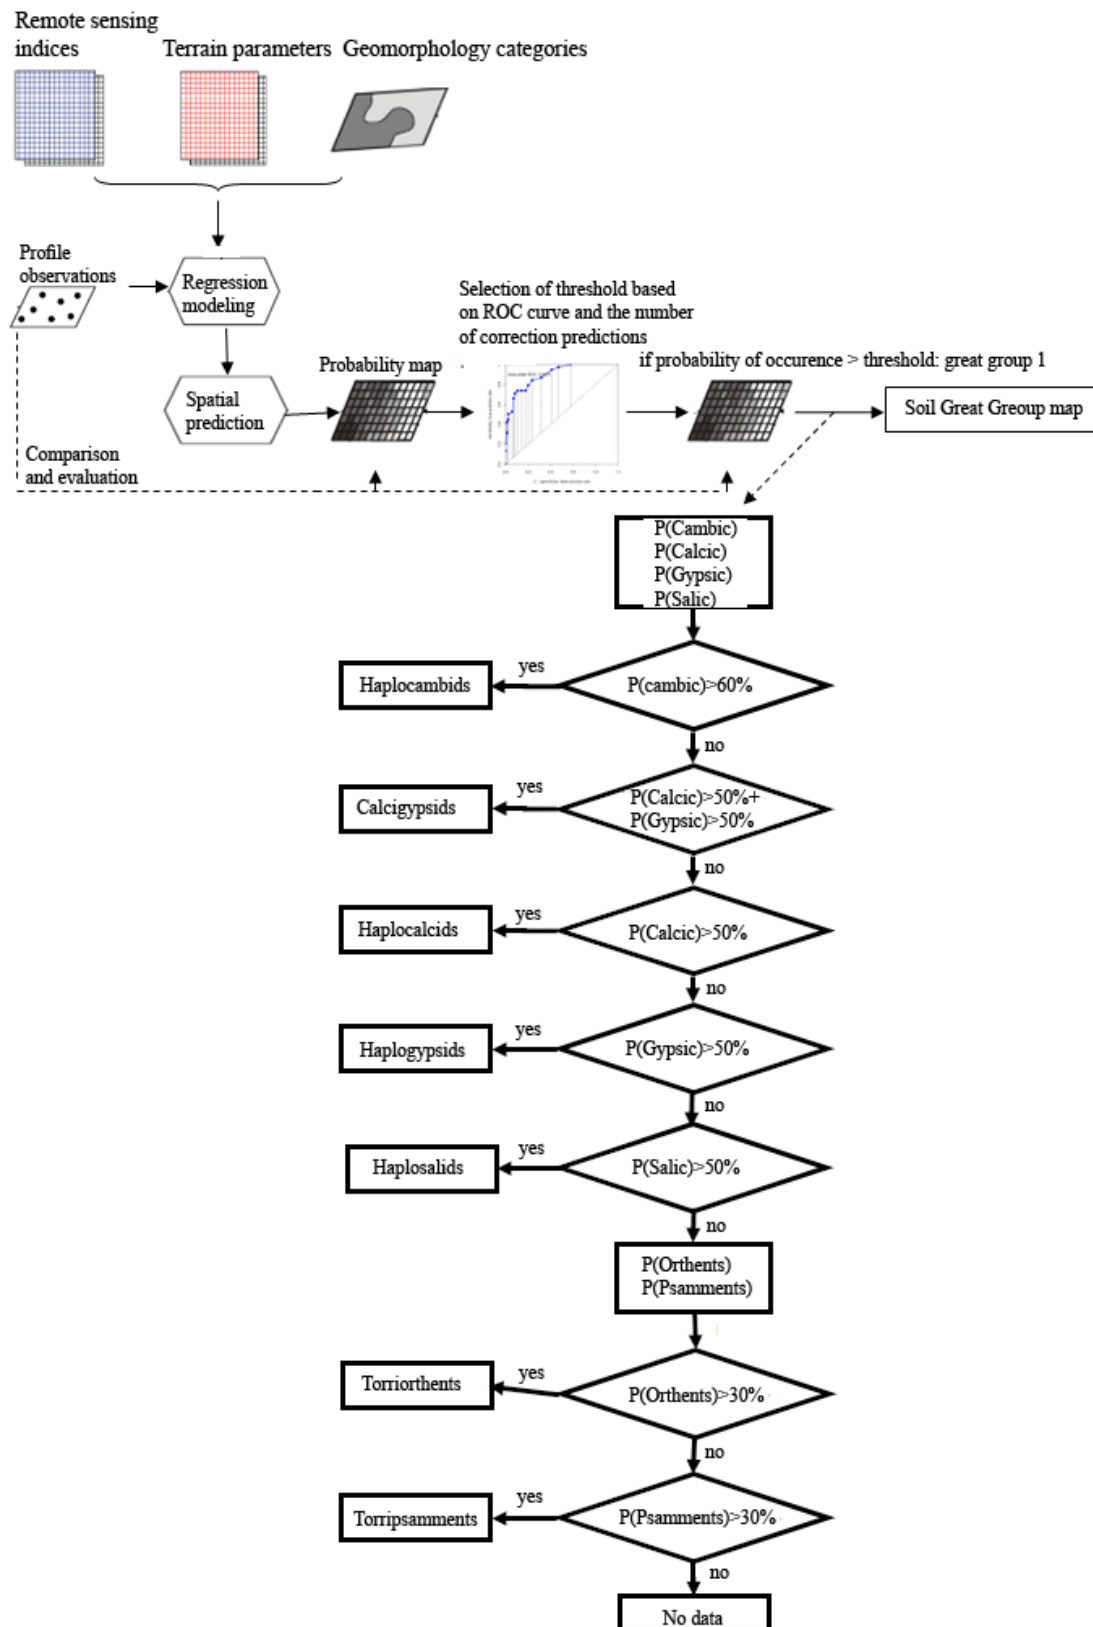 Remote sensing
indices
Terrain parameters
Geomorphology categories
Profile
observations
Regression
modeling
Selection of threshold based
on ROC curve and the number
of correction predictions
Probability map
if probability of occurence > threshold: great group 1
Spatial
prediction
Soil Great Greoup map
Comparison
and evaluation
P(Cambic)
P(Calcic)
P(Gypsic)
P(Salic)
yes
Haplocambids
P(cambic)>60%
no
yes
Calcigypsids
P(Calcic)>50%+
P(Gypsic)>50%
no
yes
Haplocalcids
P(Calcic)>50%
no
yes
Haplogypsids
P(Gypsic)>50%
no
yes
Haplosalids
P(Salic)>50%
no
P(Orthents)
P(Psamments)
yes
Torriorthents
P(Orthents)>30%
no
yes
Torripsamments
P(Psamments)>30%
no
No data